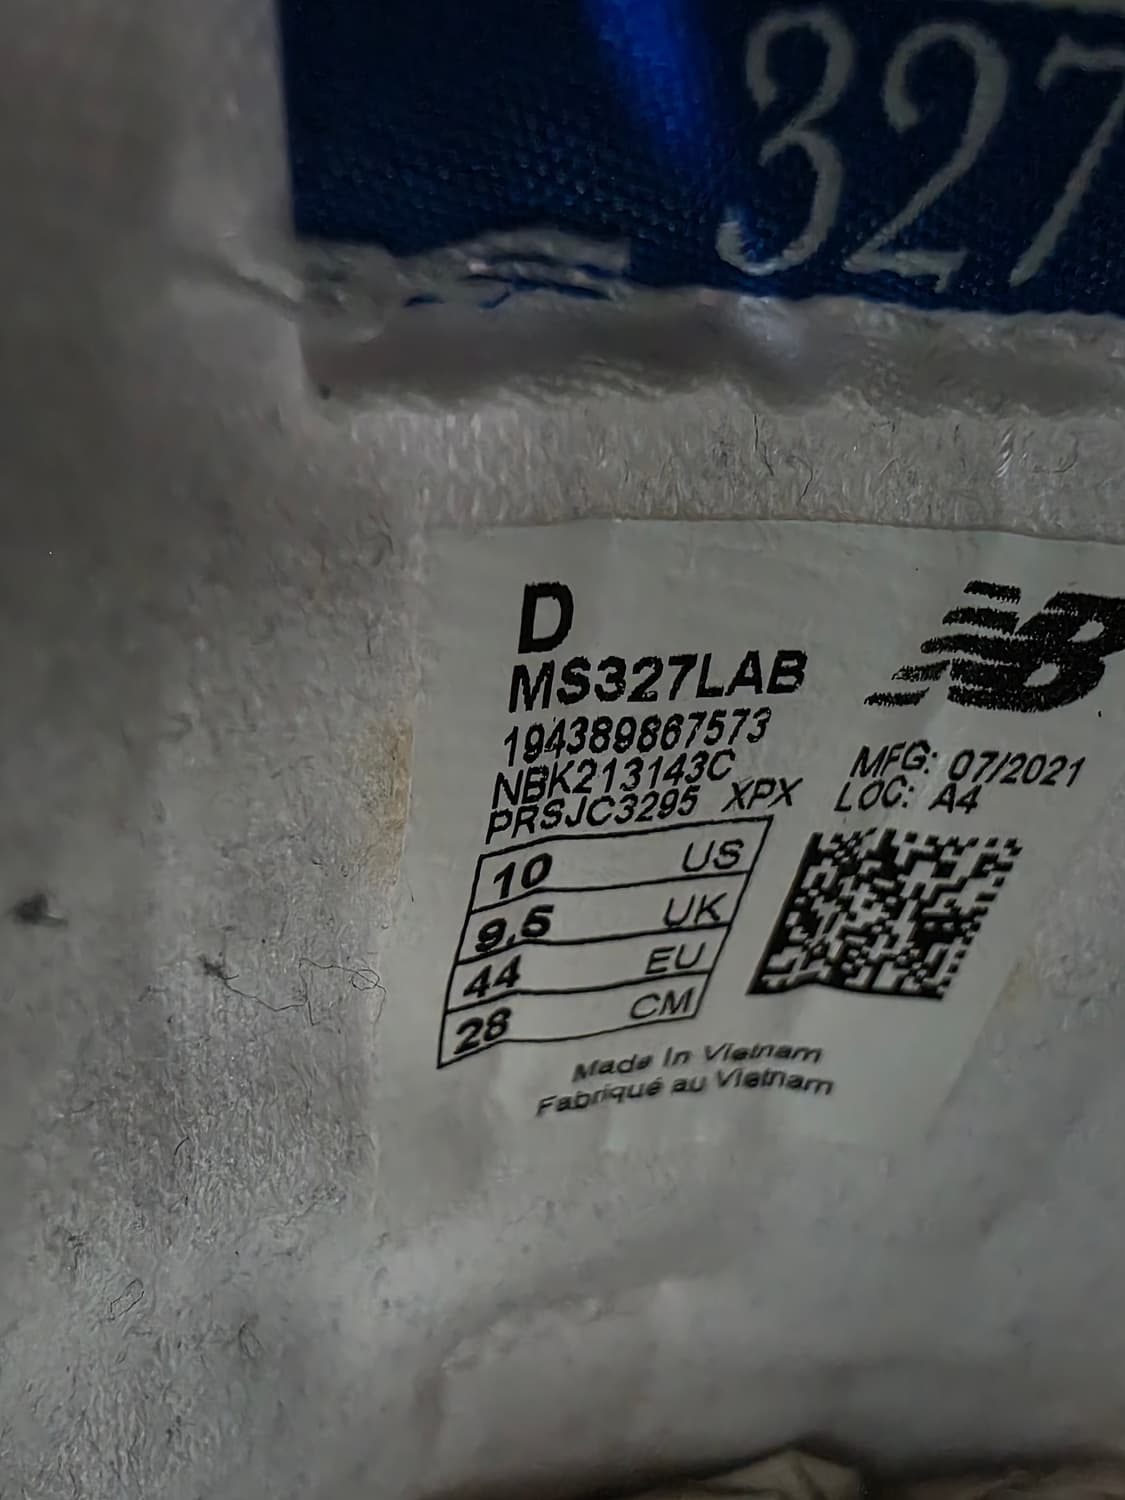 327
D
MS327LAB
NB
194389867573
NBK213143C
PRSJC3295 XPX
MFG: 07/2021
LOC: A4
10 US
9.5 UK
44 EU
28 CM
Made In Vietnam
Fabriqué au Vietnam